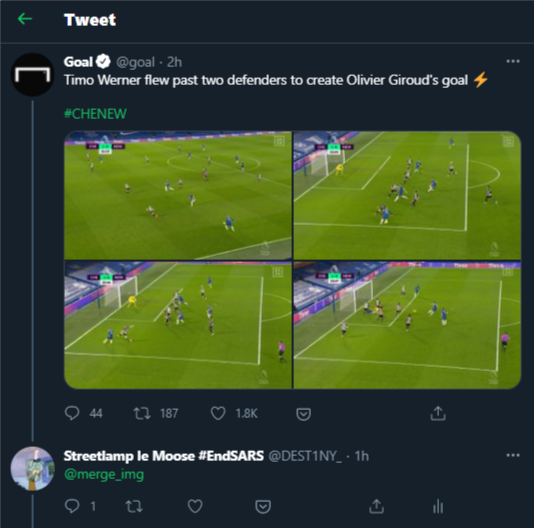 Tweet
Goal @goal · 2h
Timo Werner flew past two defenders to create Olivier Giroud's goal ⚡
#CHENEW
44 187 1.8K
Streetlamp le Moose #EndSARS @DEST1NY_ · 1h
@merge_img
1